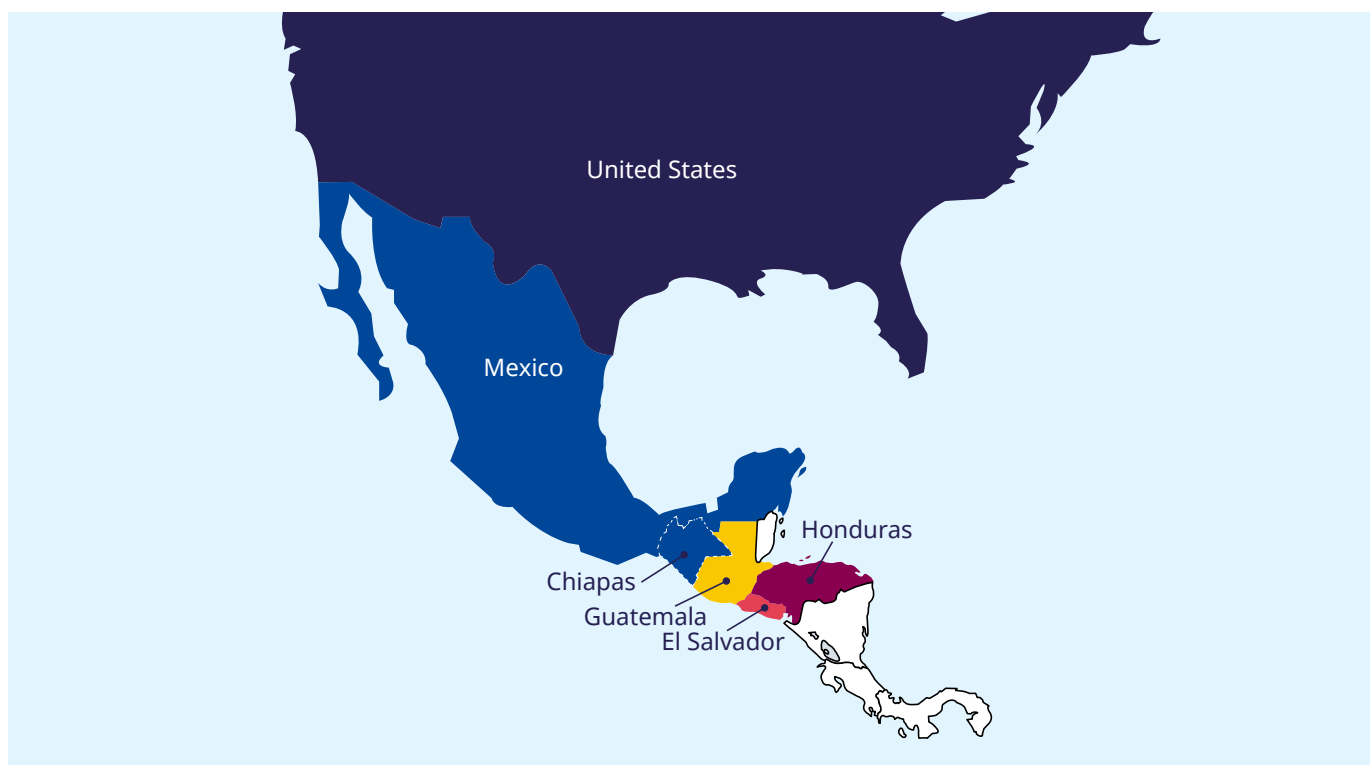 United States
Mexico
Honduras
Chiapas
Guatemala
El Salvador